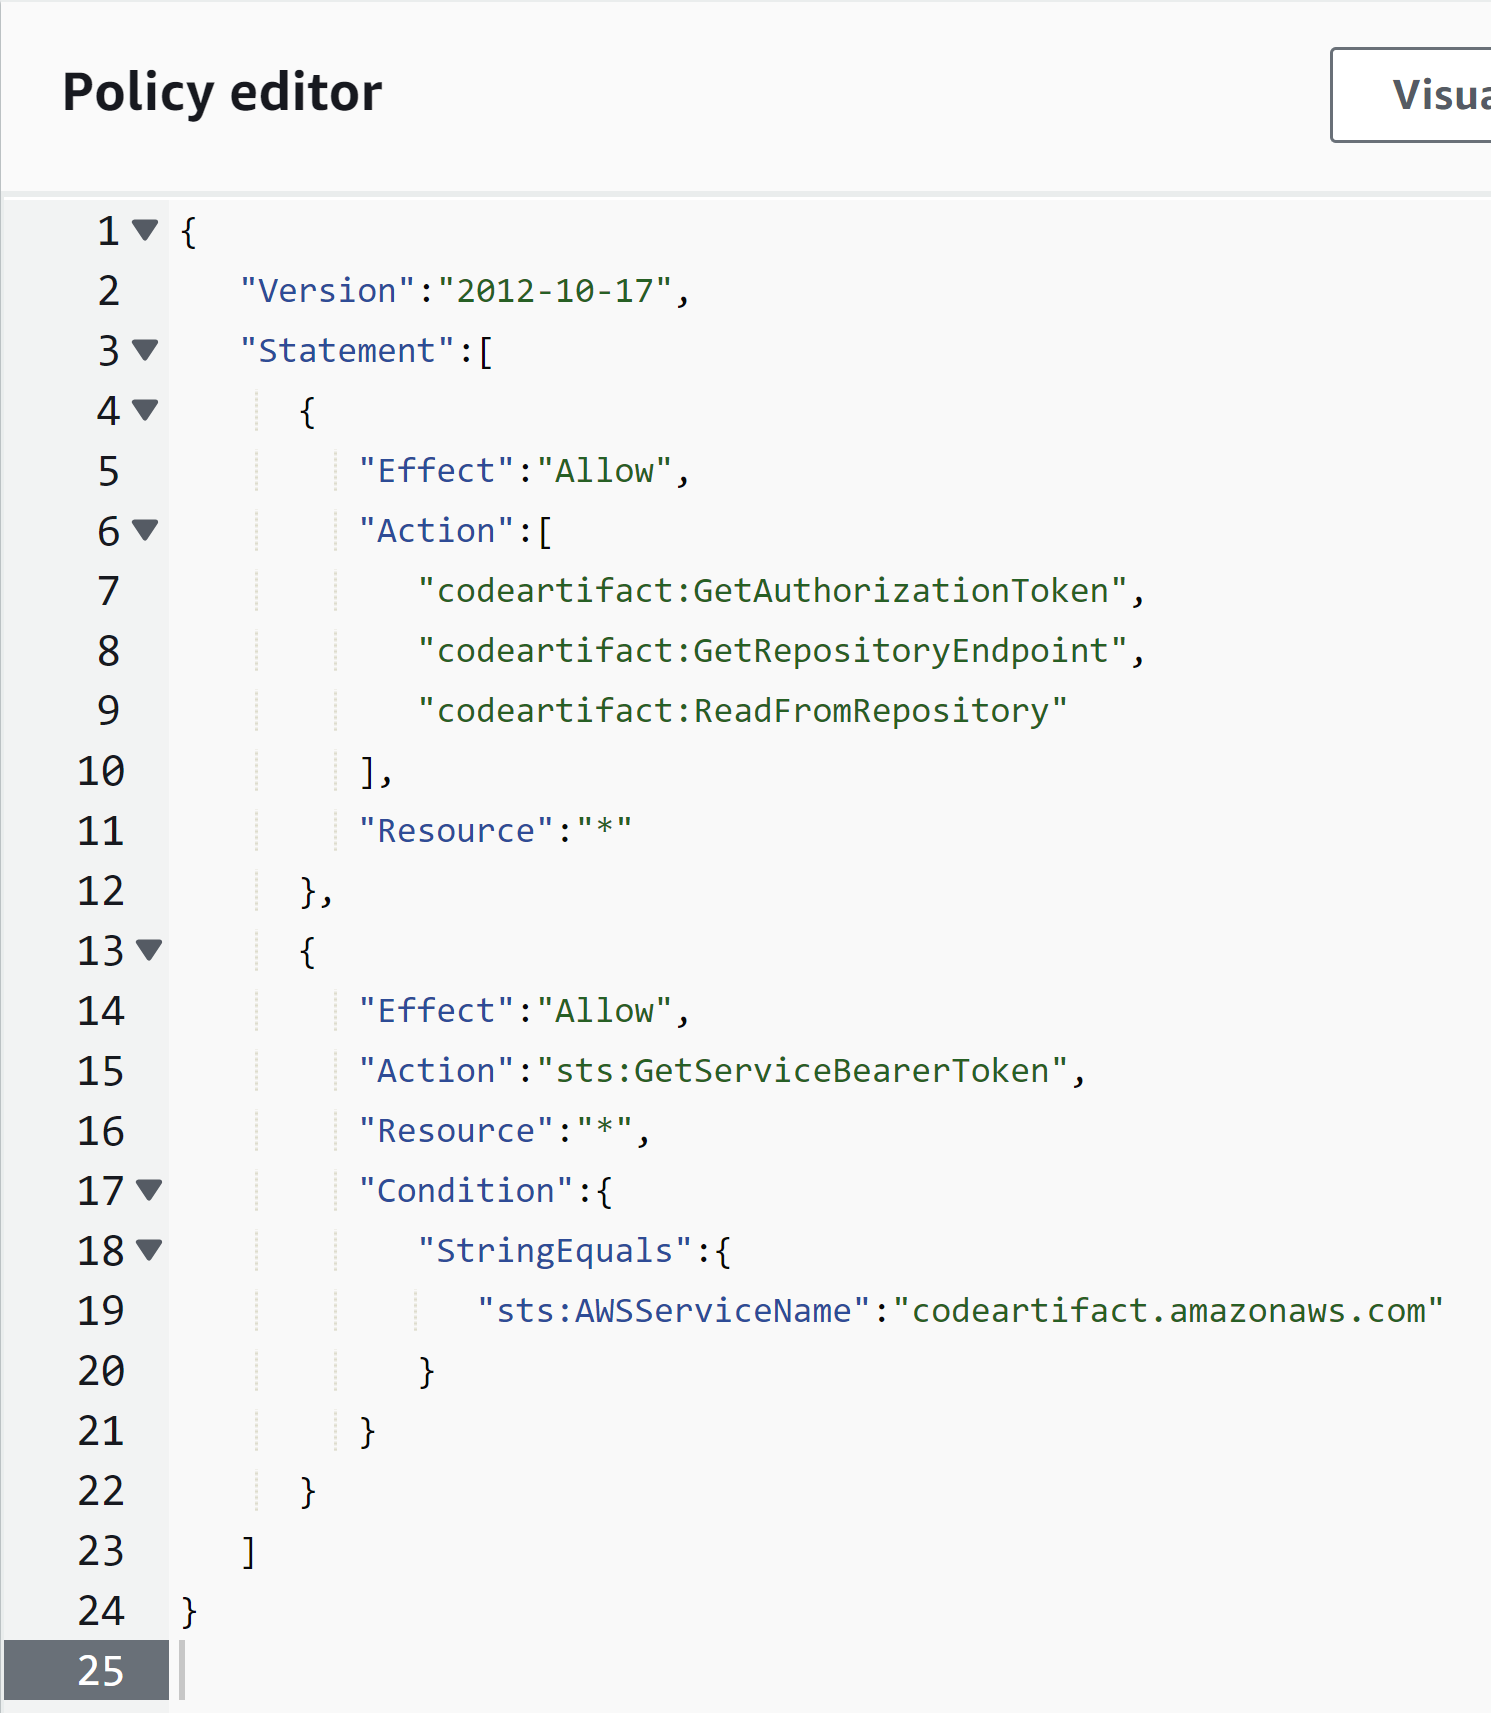 Policy editor
1 {
2 "Version":"2012-10-17",
3 "Statement":[
4 {
5 "Effect":"Allow",
6 "Action":[
7 "codeartifact:GetAuthorizationToken",
8 "codeartifact:GetRepositoryEndpoint",
9 "codeartifact:ReadFromRepository"
10 ],
11 "Resource":"*"
12 },
13 {
14 "Effect":"Allow",
15 "Action":"sts:GetServiceBearerToken",
16 "Resource":"*",
17 "Condition":{
18 "StringEquals":{
19 "sts:AWSServiceName":"codeartifact.amazonaws.com"
20 }
21 }
22 }
23 ]
24 }
25